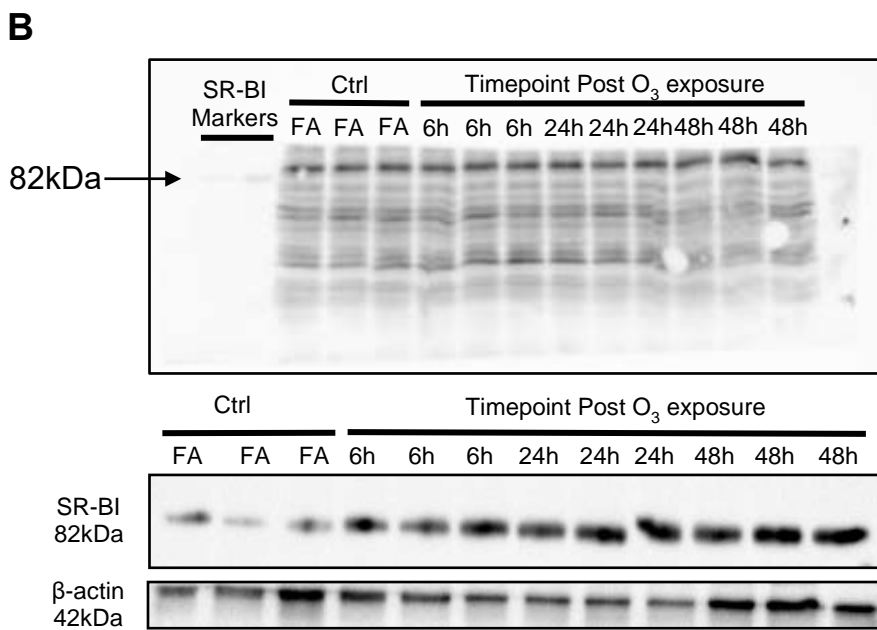 B
SR-BI
Markers
Ctrl
Timepoint Post O₃ exposure
FA FA FA 6h 6h 6h 24h 24h 24h 48h 48h 48h
82kDa
Ctrl
Timepoint Post O₃ exposure
FA FA FA 6h 6h 6h 24h 24h 24h 48h 48h 48h
SR-BI
82kDa
β-actin
42kDa